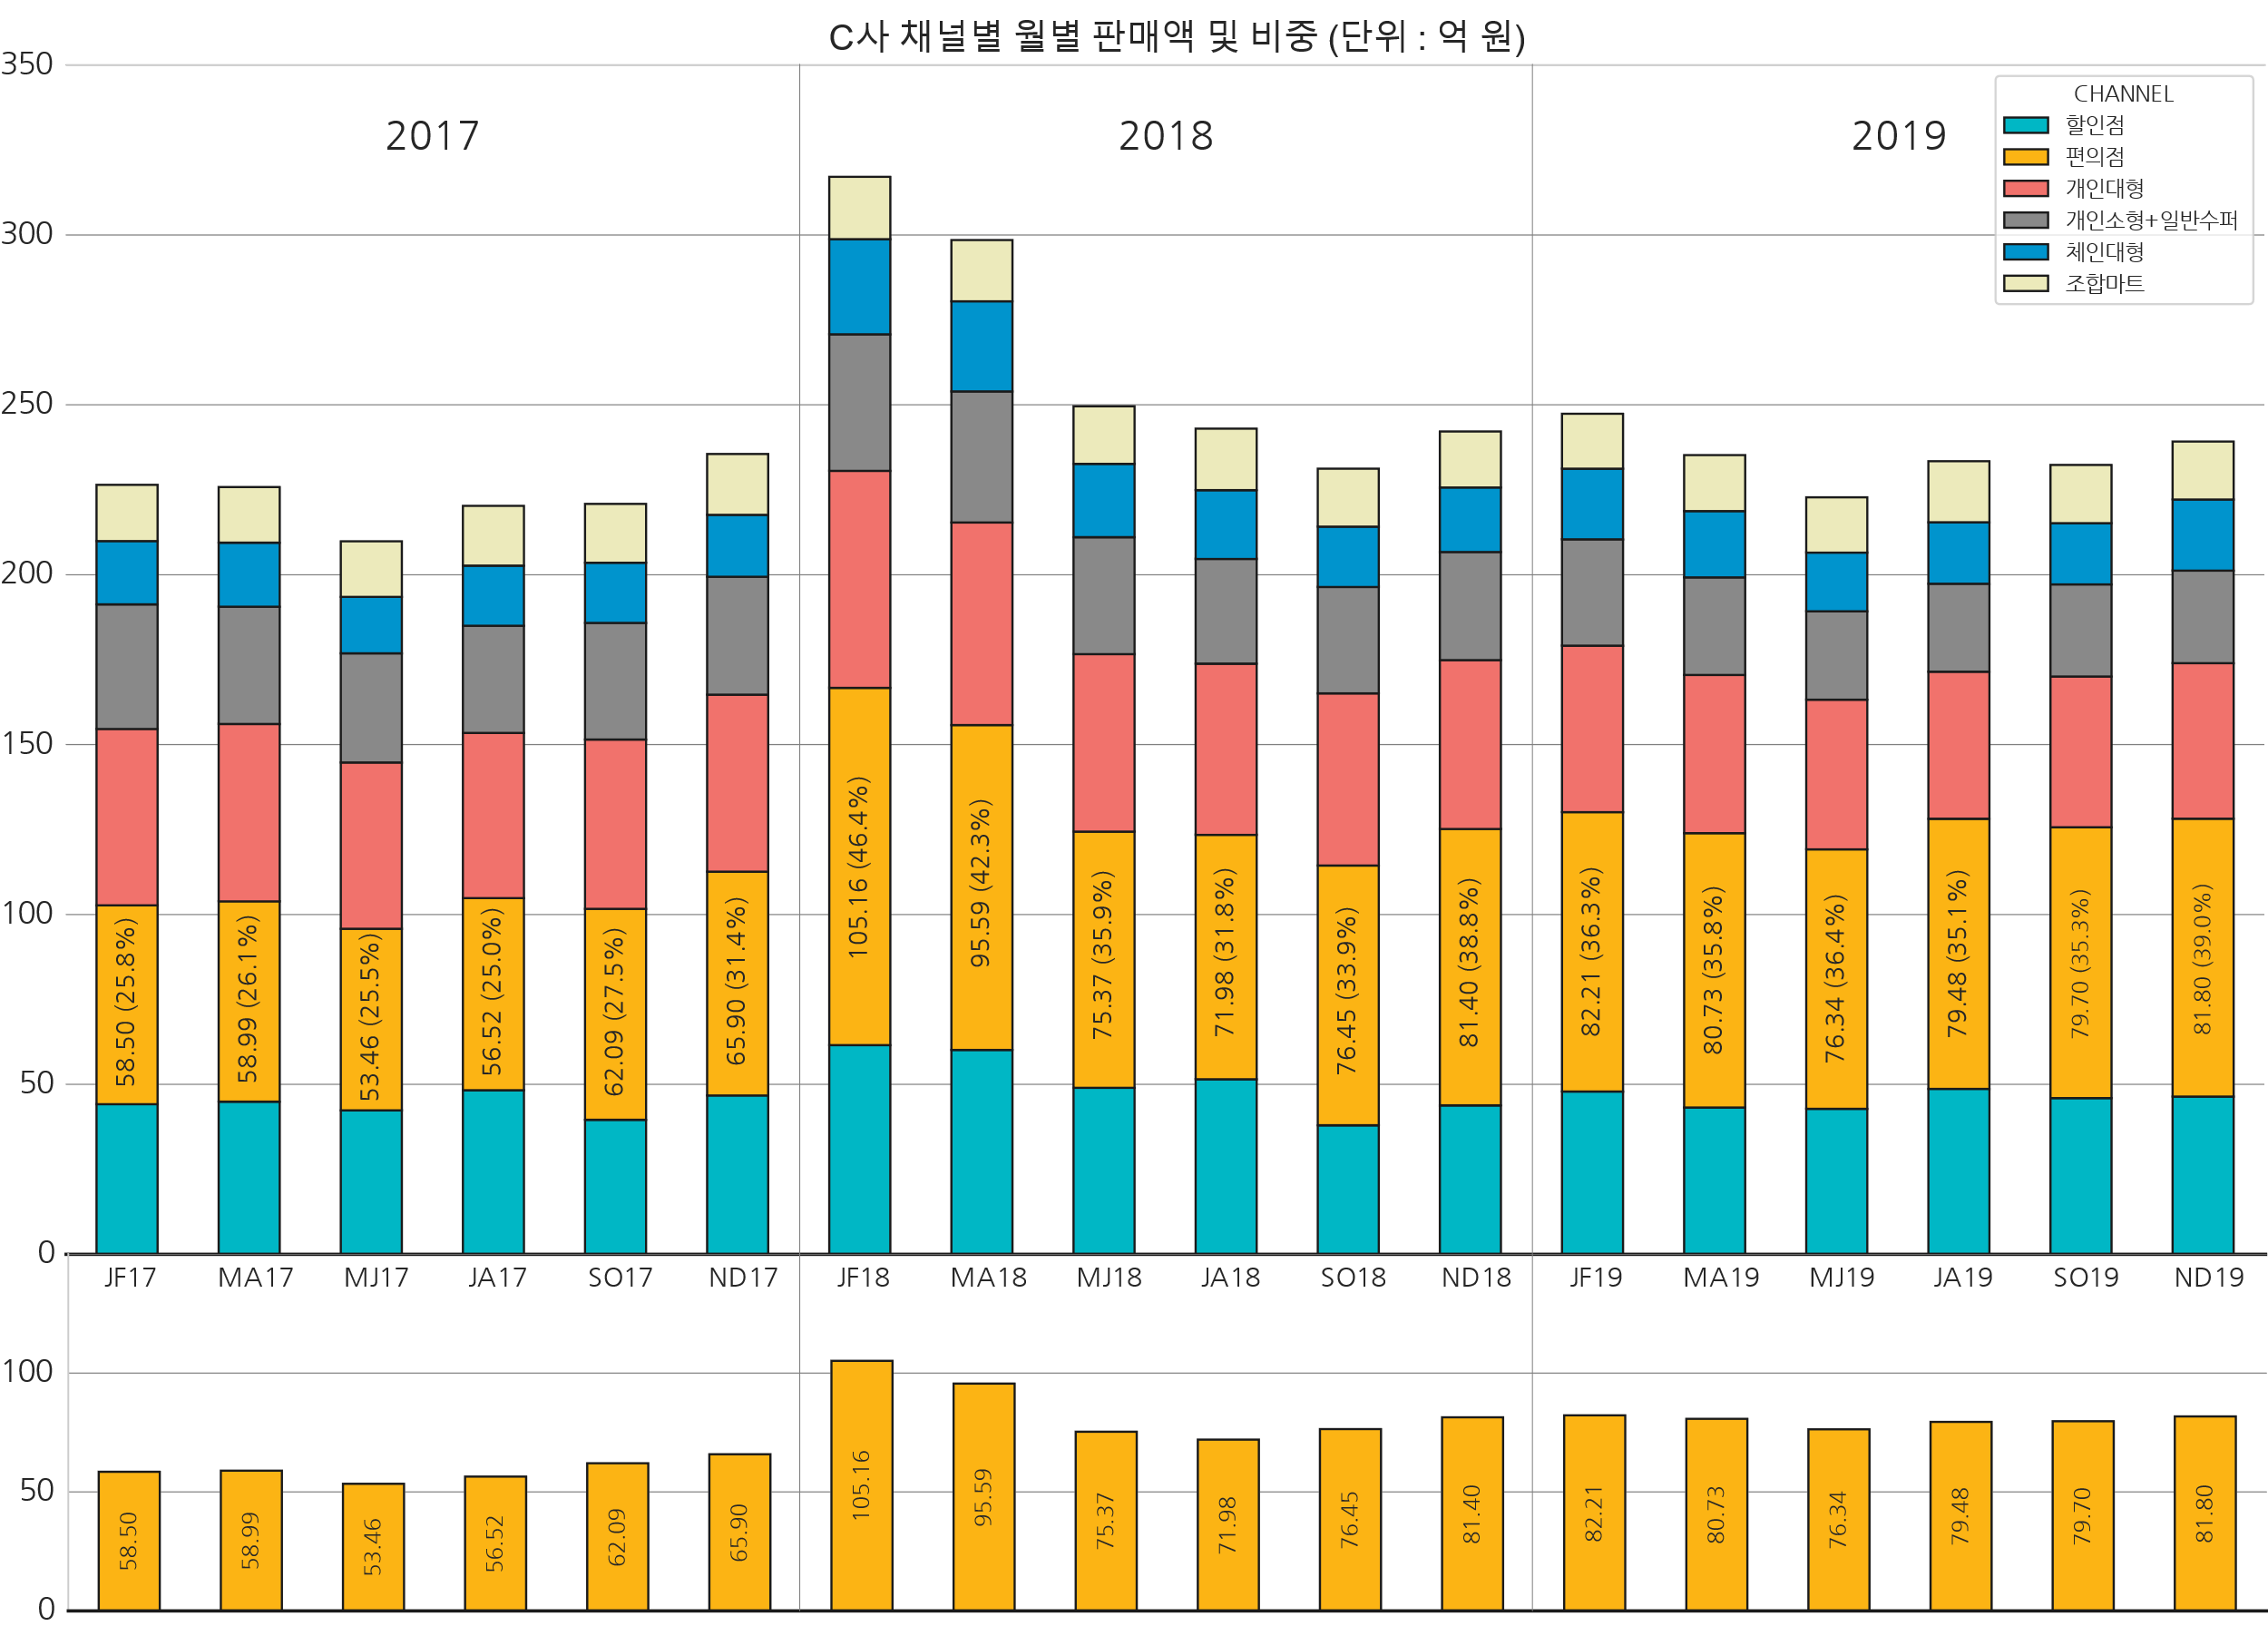 C사 채널별 월별 판매액 및 비중 (단위 : 억 원)
350
300
250
200
150
100
50
0
2017
2018
2019
CHANNEL
할인점
편의점
개인대형
개인소형+일반수퍼
체인대형
조합마트
58.50 (25.8%)
58.99 (26.1%)
53.46 (25.5%)
56.52 (25.0%)
62.09 (27.5%)
65.90 (31.4%)
105.16 (46.4%)
95.59 (42.3%)
75.37 (35.9%)
71.98 (31.8%)
76.45 (33.9%)
81.40 (38.8%)
82.21 (36.3%)
80.73 (35.8%)
76.34 (36.4%)
79.48 (35.1%)
79.70 (35.3%)
81.80 (39.0%)
JF17
MA17
MJ17
JA17
SO17
ND17
JF18
MA18
MJ18
JA18
SO18
ND18
JF19
MA19
MJ19
JA19
SO19
ND19
100
50
0
58.50
58.99
53.46
56.52
62.09
65.90
105.16
95.59
75.37
71.98
76.45
81.40
82.21
80.73
76.34
79.48
79.70
81.80